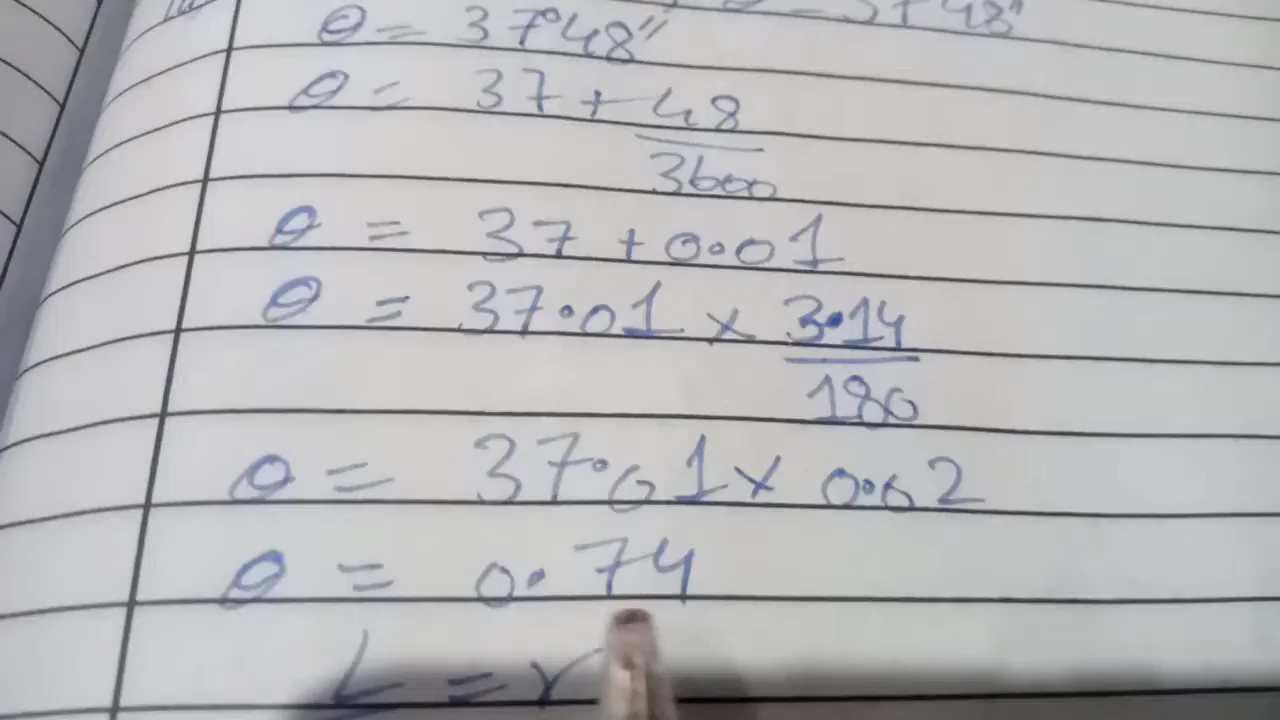 θ = 37°48"
θ = 37 + 48/3600
θ = 37 + 0.01
θ = 37.01 × 3.14/180
θ = 37.01 × 0.02
θ = 0.74
L = r